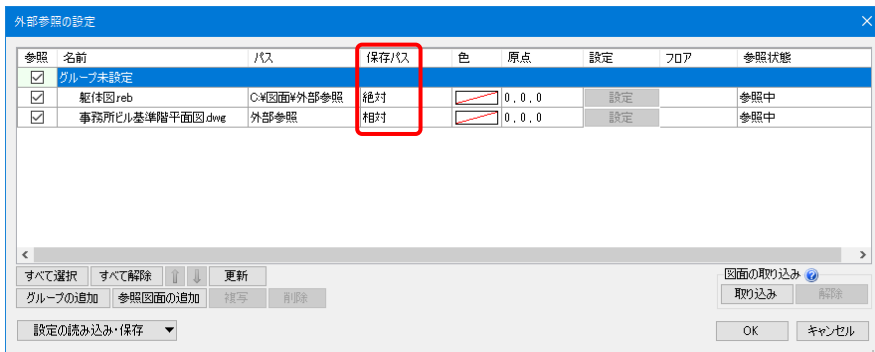 外部参照の設定
参照 名前 パス 保存パス 色 原点 設定 フロア 参照状態
グループ未設定
躯体図.reb C:¥図面¥外部参照 絶対 0, 0, 0 設定 参照中
事務所ビル基準階平面図.dwg 外部参照 相対 0, 0, 0 設定 参照中
すべて選択 すべて解除 ⇧ ⇩ 更新
図面の取り込み ?
グループの追加 参照図面の追加 複写 削除
取り込み 解除
設定の読み込み・保存 ▼
OK キャンセル